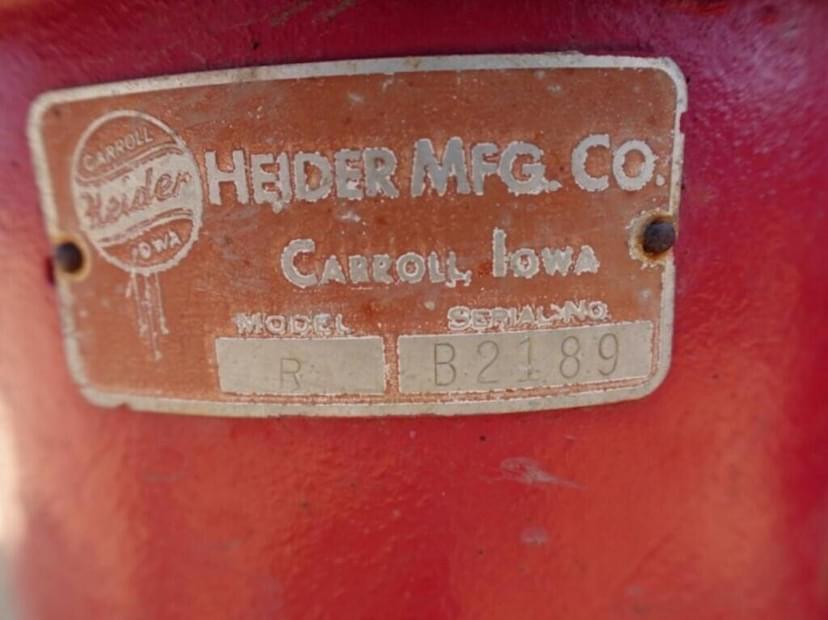 CARROLL
Heider
IOWA
HEIDER MFG. CO.
CARROLL, IOWA
MODEL SERIAL NO.
R B2189